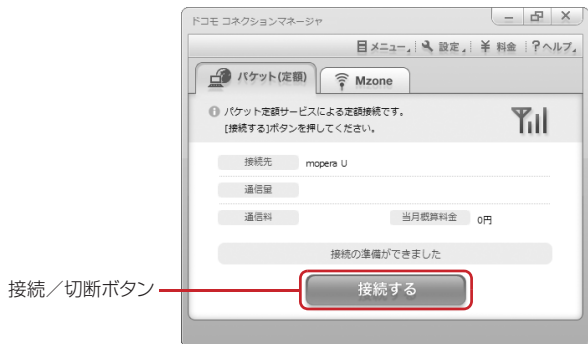 ドコモ コネクションマネージャ
メニュー 設定 ¥ 料金 ? ヘルプ
パケット(定額) Mzone
パケット定額サービスによる定額接続です。
[接続する]ボタンを押してください。
接続先 mopera U
通信量
通信料 当月概算料金 0円
接続の準備ができました
接続／切断ボタン 接続する